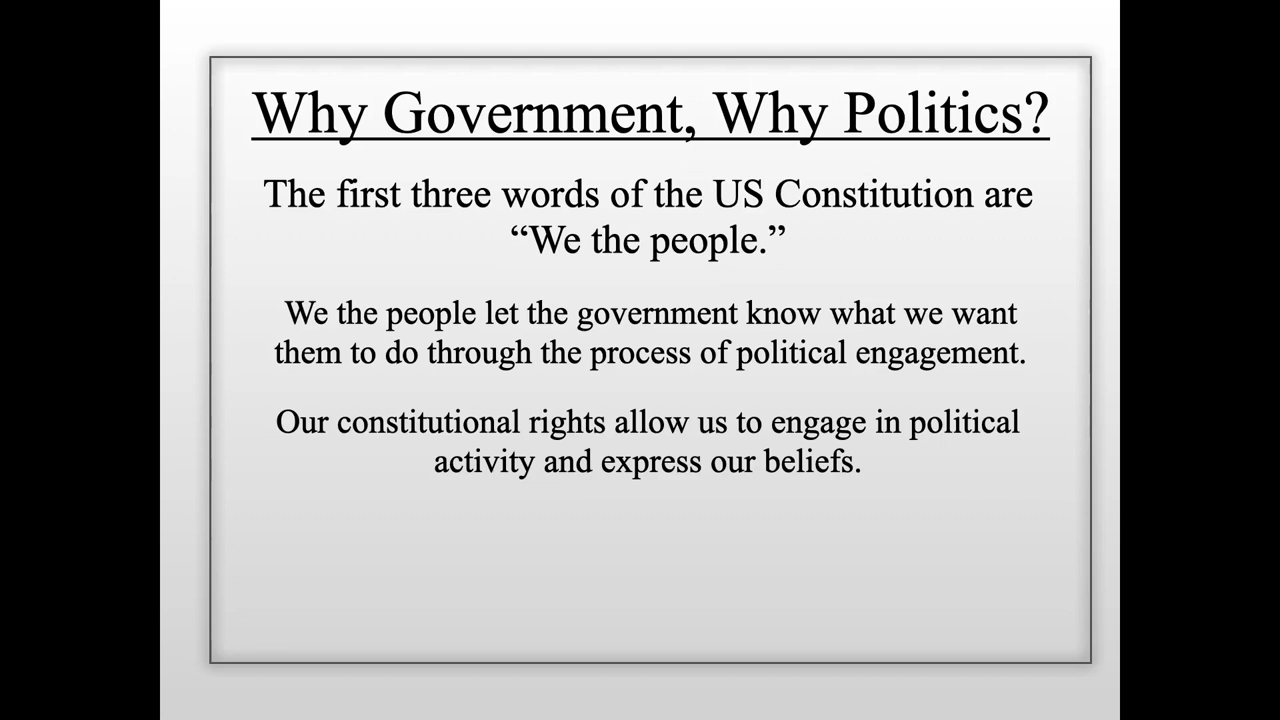 Why Government, Why Politics?
The first three words of the US Constitution are
“We the people.”
We the people let the government know what we want
them to do through the process of political engagement.
Our constitutional rights allow us to engage in political
activity and express our beliefs.